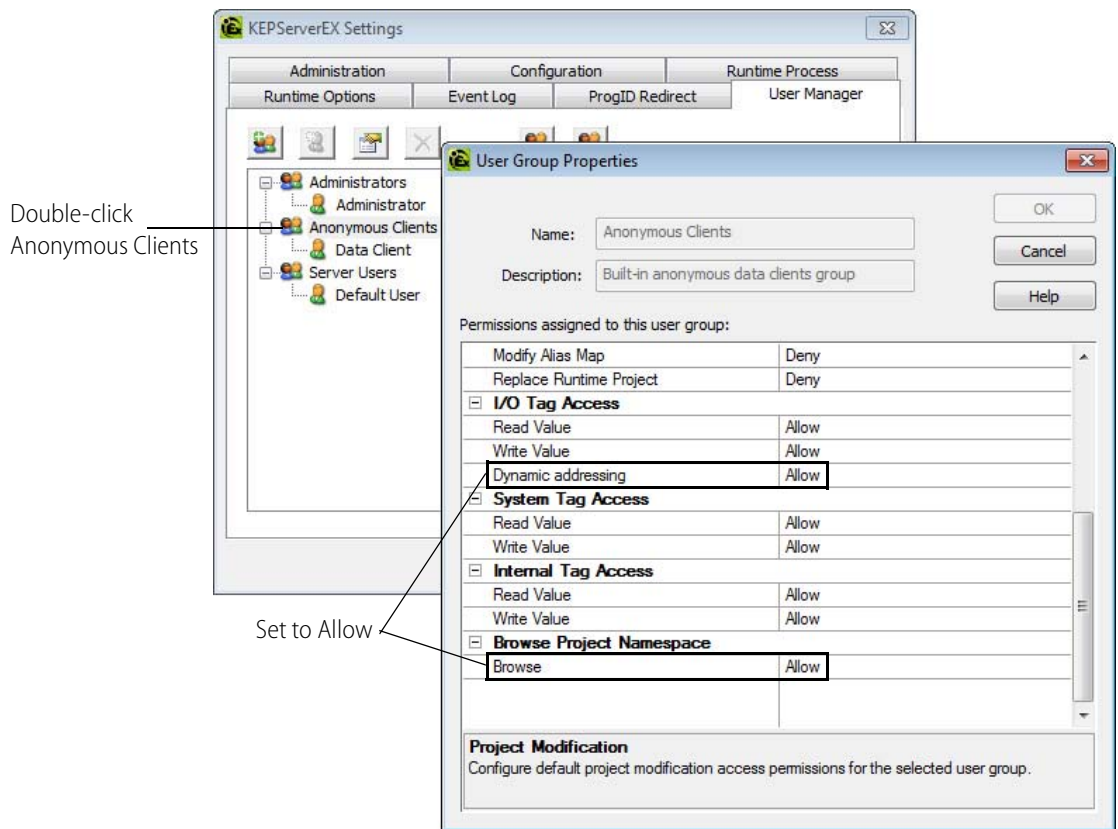 KEPServerEX Settings
Administration Configuration Runtime Process
Runtime Options Event Log ProgID Redirect User Manager
Administrators
Administrator
Anonymous Clients
Data Client
Server Users
Default User
Double-click
Anonymous Clients
User Group Properties
Name: Anonymous Clients
Description: Built-in anonymous data clients group
OK
Cancel
Help
Permissions assigned to this user group:
Modify Alias Map Deny
Replace Runtime Project Deny
I/O Tag Access
Read Value Allow
Write Value Allow
Dynamic addressing Allow
System Tag Access
Read Value Allow
Write Value Allow
Internal Tag Access
Read Value Allow
Write Value Allow
Browse Project Namespace
Browse Allow
Set to Allow
Project Modification
Configure default project modification access permissions for the selected user group.